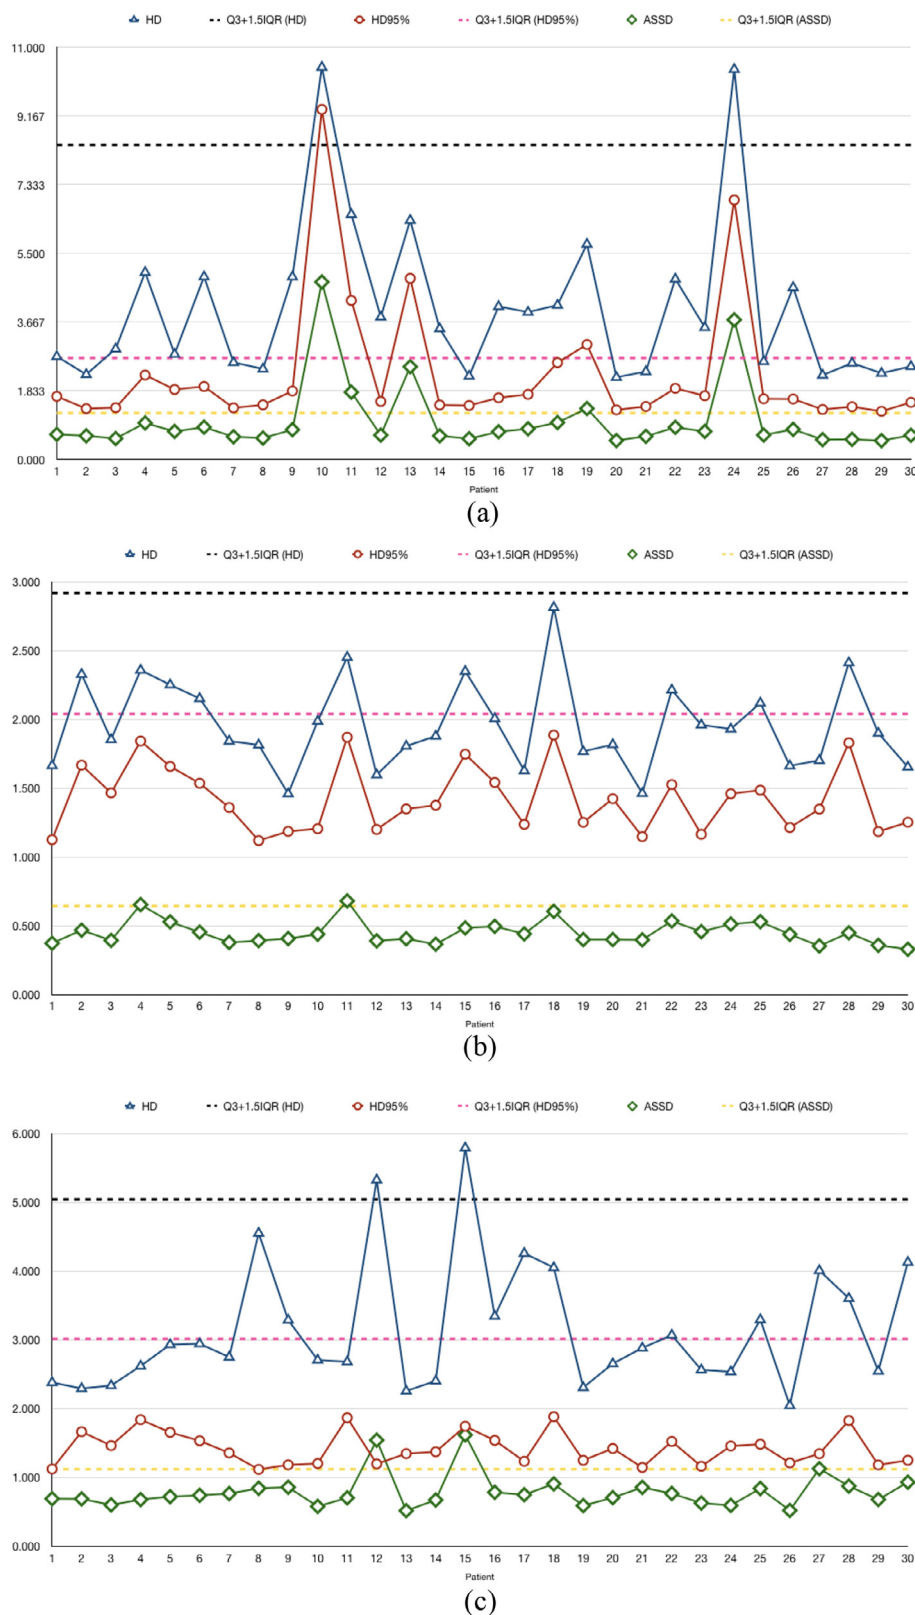 HD Q3+1.5IQR (HD) HD95% Q3+1.5IQR (HD95%) ASSD Q3+1.5IQR (ASSD)
11.000
9.167
7.333
5.500
3.667
1.833
0.000
1 2 3 4 5 6 7 8 9 10 11 12 13 14 15 16 17 18 19 20 21 22 23 24 25 26 27 28 29 30
Patient
(a)
HD Q3+1.5IQR (HD) HD95% Q3+1.5IQR (HD95%) ASSD Q3+1.5IQR (ASSD)
3.000
2.500
2.000
1.500
1.000
0.500
0.000
1 2 3 4 5 6 7 8 9 10 11 12 13 14 15 16 17 18 19 20 21 22 23 24 25 26 27 28 29 30
Patient
(b)
HD Q3+1.5IQR (HD) HD95% Q3+1.5IQR (HD95%) ASSD Q3+1.5IQR (ASSD)
6.000
5.000
4.000
3.000
2.000
1.000
0.000
1 2 3 4 5 6 7 8 9 10 11 12 13 14 15 16 17 18 19 20 21 22 23 24 25 26 27 28 29 30
Patient
(c)